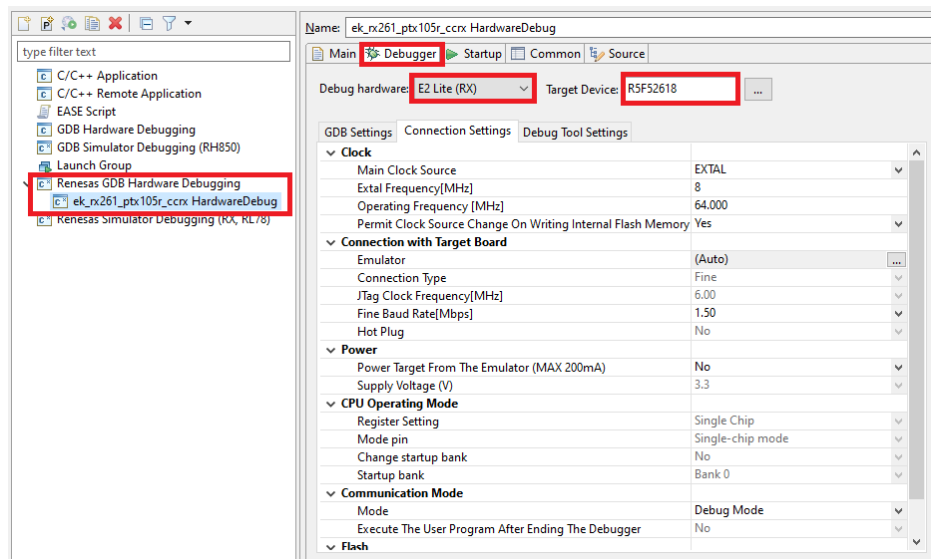 Name: ek_rx261_ptx105r_ccrx HardwareDebug
type filter text
C/C++ Application
C/C++ Remote Application
EASE Script
GDB Hardware Debugging
GDB Simulator Debugging (RH850)
Launch Group
Renesas GDB Hardware Debugging
ek_rx261_ptx105r_ccrx HardwareDebug
Renesas Simulator Debugging (RX, RL78)
Main Debugger Startup Common Source
Debug hardware: E2 Lite (RX) Target Device: R5F52618 ...
GDB Settings Connection Settings Debug Tool Settings
Clock
Main Clock Source EXTAL
Extal Frequency[MHz] 8
Operating Frequency [MHz] 64.000
Permit Clock Source Change On Writing Internal Flash Memory Yes
Connection with Target Board
Emulator (Auto) ...
Connection Type Fine
JTag Clock Frequency[MHz] 6.00
Fine Baud Rate[Mbps] 1.50
Hot Plug No
Power
Power Target From The Emulator (MAX 200mA) No
Supply Voltage (V) 3.3
CPU Operating Mode
Register Setting Single Chip
Mode pin Single-chip mode
Change startup bank No
Startup bank Bank 0
Communication Mode
Mode Debug Mode
Execute The User Program After Ending The Debugger No
Flash